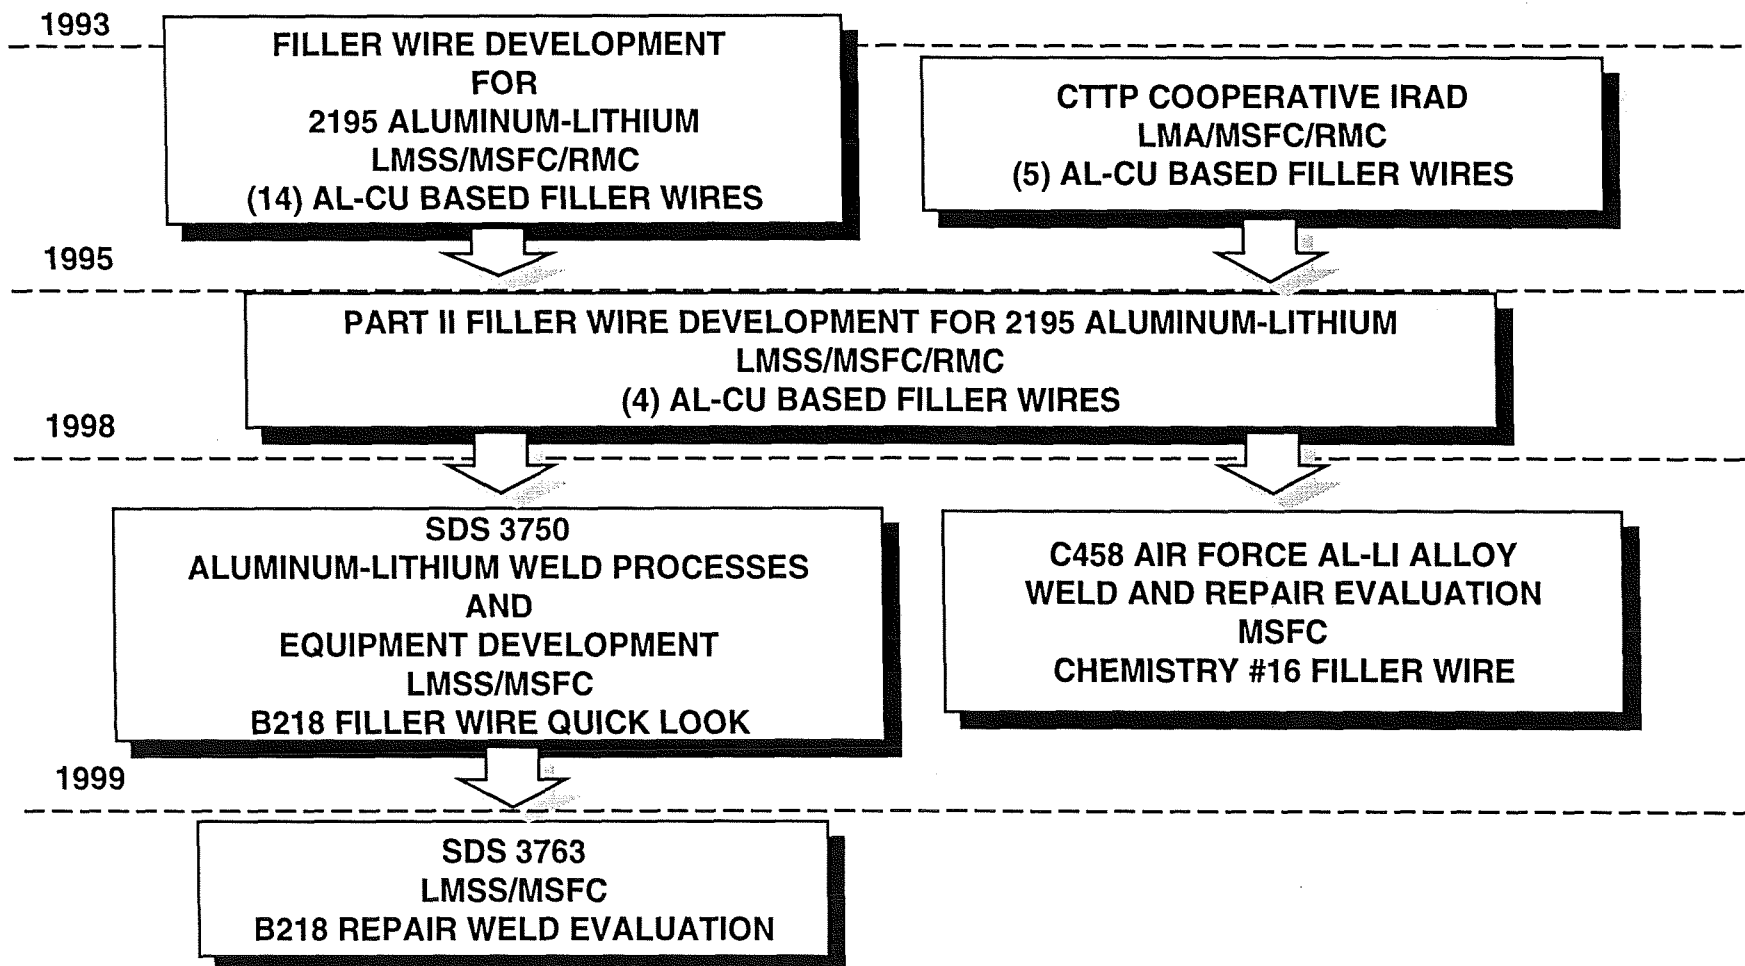 1993
FILLER WIRE DEVELOPMENT
FOR
2195 ALUMINUM-LITHIUM
LMSS/MSFC/RMC
(14) AL-CU BASED FILLER WIRES
CTTP COOPERATIVE IRAD
LMA/MSFC/RMC
(5) AL-CU BASED FILLER WIRES
1995
PART II FILLER WIRE DEVELOPMENT FOR 2195 ALUMINUM-LITHIUM
LMSS/MSFC/RMC
(4) AL-CU BASED FILLER WIRES
1998
SDS 3750
ALUMINUM-LITHIUM WELD PROCESSES
AND
EQUIPMENT DEVELOPMENT
LMSS/MSFC
B218 FILLER WIRE QUICK LOOK
C458 AIR FORCE AL-LI ALLOY
WELD AND REPAIR EVALUATION
MSFC
CHEMISTRY #16 FILLER WIRE
1999
SDS 3763
LMSS/MSFC
B218 REPAIR WELD EVALUATION